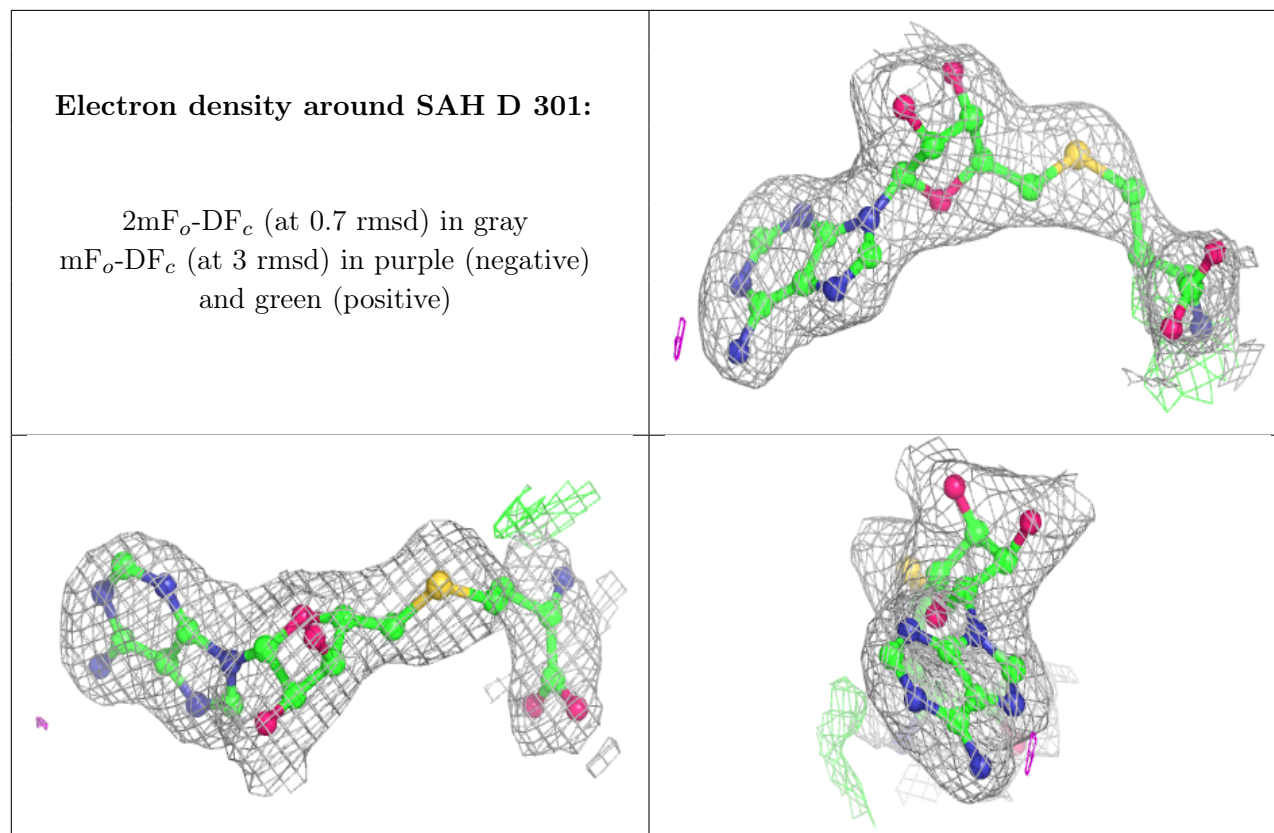 Electron density around SAH D 301:
2mFo-DFc (at 0.7 rmsd) in gray
mFo-DFc (at 3 rmsd) in purple (negative)
and green (positive)